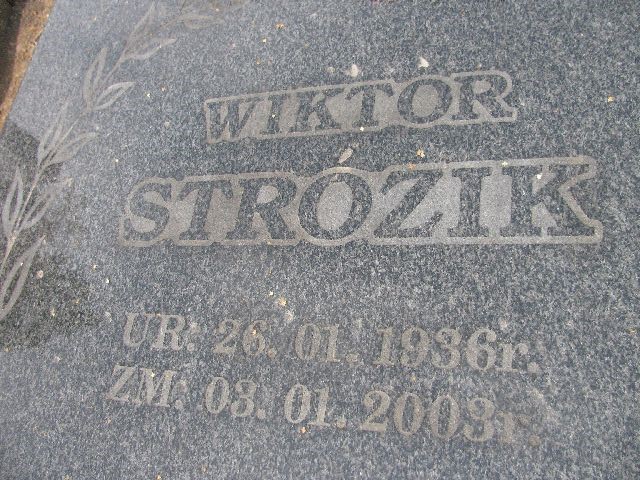 WIKTOR
STRÓZIK
UR: 26. 01. 1936r.
ZM: 03. 01. 2003r.